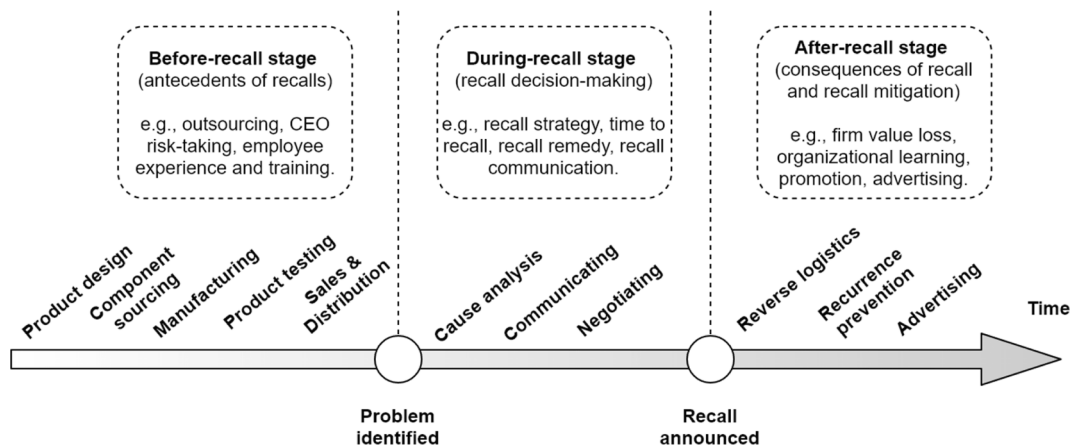 Before-recall stage
(antecedents of recalls)
e.g., outsourcing, CEO
risk-taking, employee
experience and training.
During-recall stage
(recall decision-making)
e.g., recall strategy, time to
recall, recall remedy, recall
communication.
After-recall stage
(consequences of recall
and recall mitigation)
e.g., firm value loss,
organizational learning,
promotion, advertising.
Product design
Component
sourcing
Manufacturing
Product testing
Sales &
Distribution
Cause analysis
Communicating
Negotiating
Reverse logistics
Recurrence
prevention
Advertising
Time
Problem
identified
Recall
announced